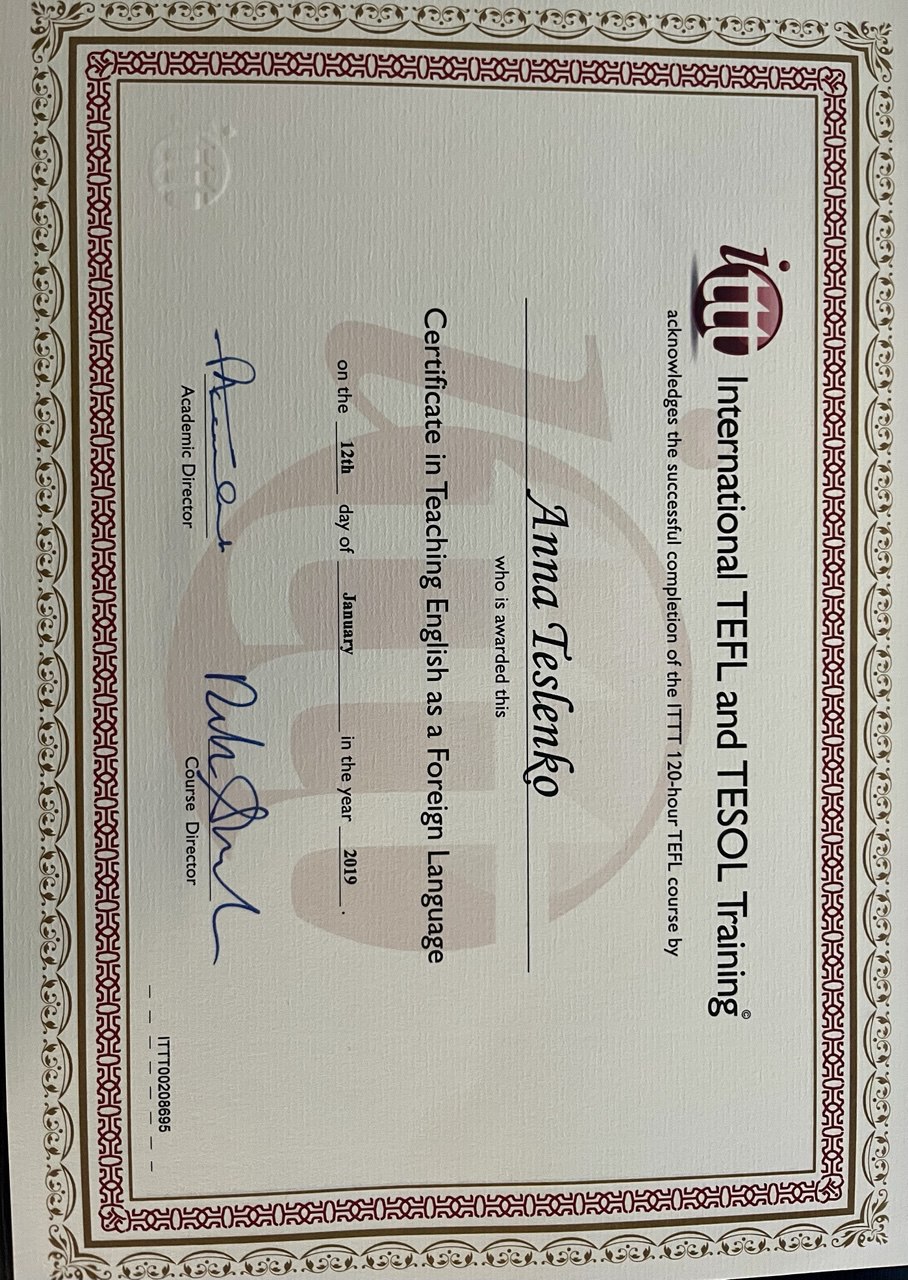 ittt International TEFL and TESOL Training©
acknowledges the successful completion of the ITTT 120-hour TEFL course by
Anna Teslenko
who is awarded this
Certificate in Teaching English as a Foreign Language
on the 12th day of January in the year 2019.
Academic Director Course Director
ITTT00208695